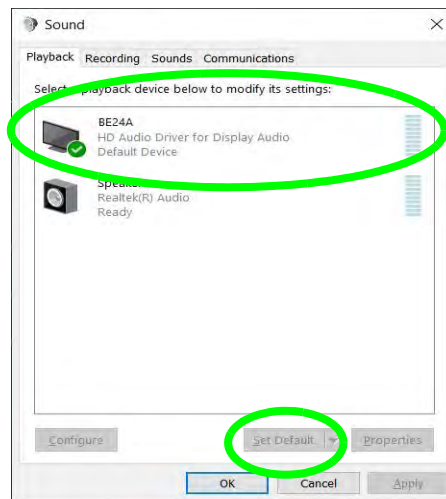 Sound
Playback Recording Sounds Communications
Select a playback device below to modify its settings:
BE24A
HD Audio Driver for Display Audio
Default Device
Speakers
Realtek(R) Audio
Ready
Configure Set Default Properties
OK Cancel Apply